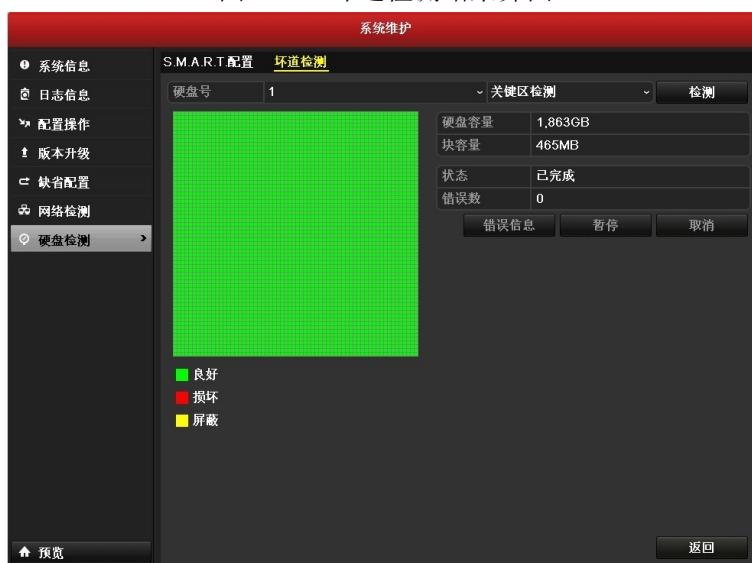 系统维护
系统信息
日志信息
配置操作
版本升级
缺省配置
网络检测
硬盘检测
预览
S.M.A.R.T.配置 坏道检测
硬盘号 1 关键区检测 检测
硬盘容量 1,863GB
块容量 465MB
状态 已完成
错误数 0
错误信息 暂停 取消
良好
损坏
屏蔽
返回